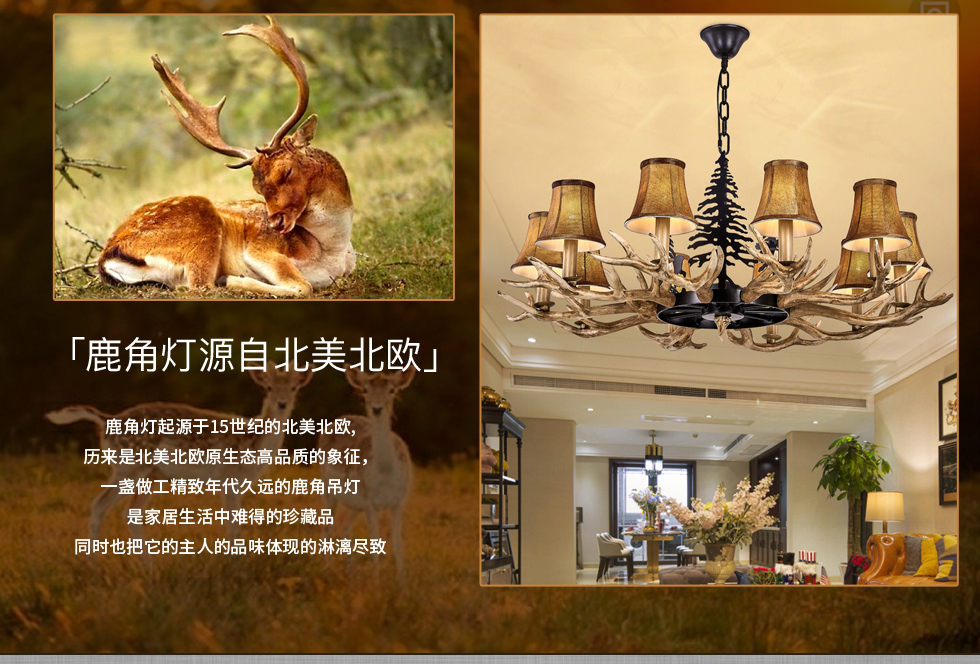 「鹿角灯源自北美北欧」
鹿角灯起源于15世纪的北美北欧,
历来是北美北欧原生态高品质的象征，
一盏做工精致年代久远的鹿角吊灯
是家居生活中难得的珍藏品
同时也把它的主人的品味体现的淋漓尽致